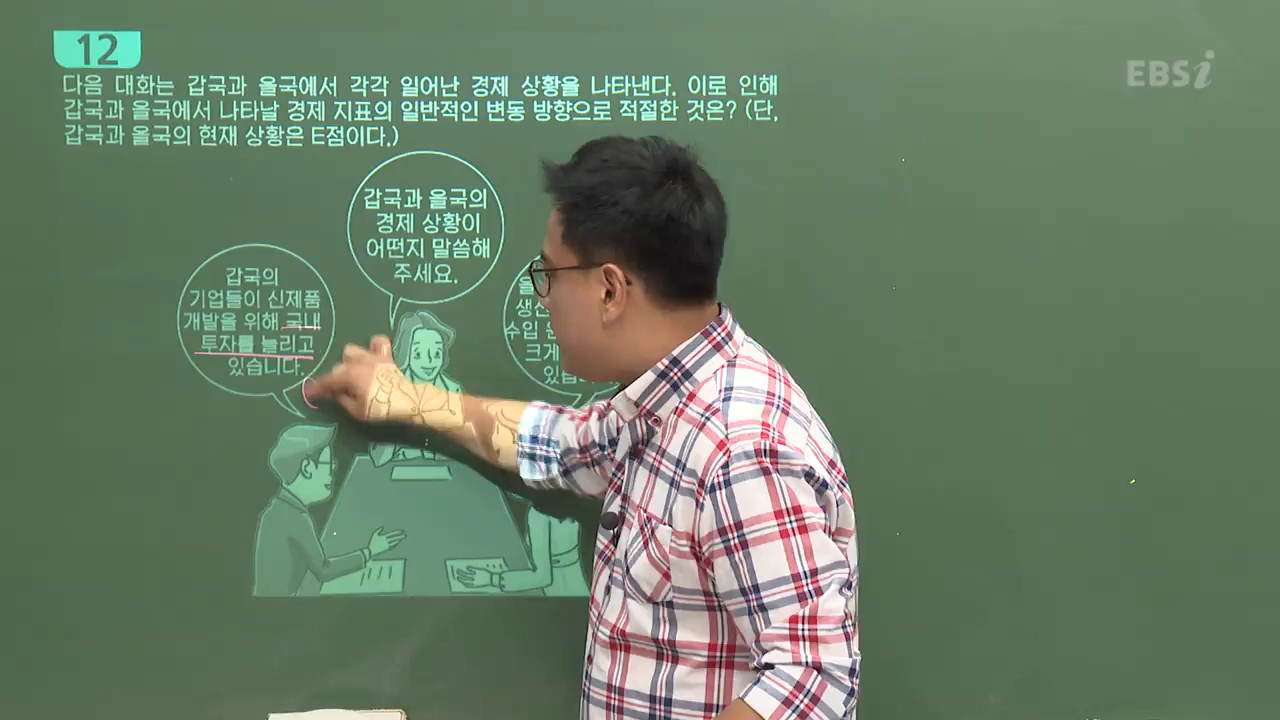 12
EBSi
다음 대화는 갑국과 을국에서 각각 일어난 경제 상황을 나타낸다. 이로 인해
갑국과 을국에서 나타날 경제 지표의 일반적인 변동 방향으로 적절한 것은? (단,
갑국과 을국의 현재 상황은 E점이다.)
갑국과 을국의
경제 상황이
어떤지 말씀해
주세요.
갑국의
기업들이 신제품
개발을 위해 국내
투자를 늘리고
있습니다.
수입
크게